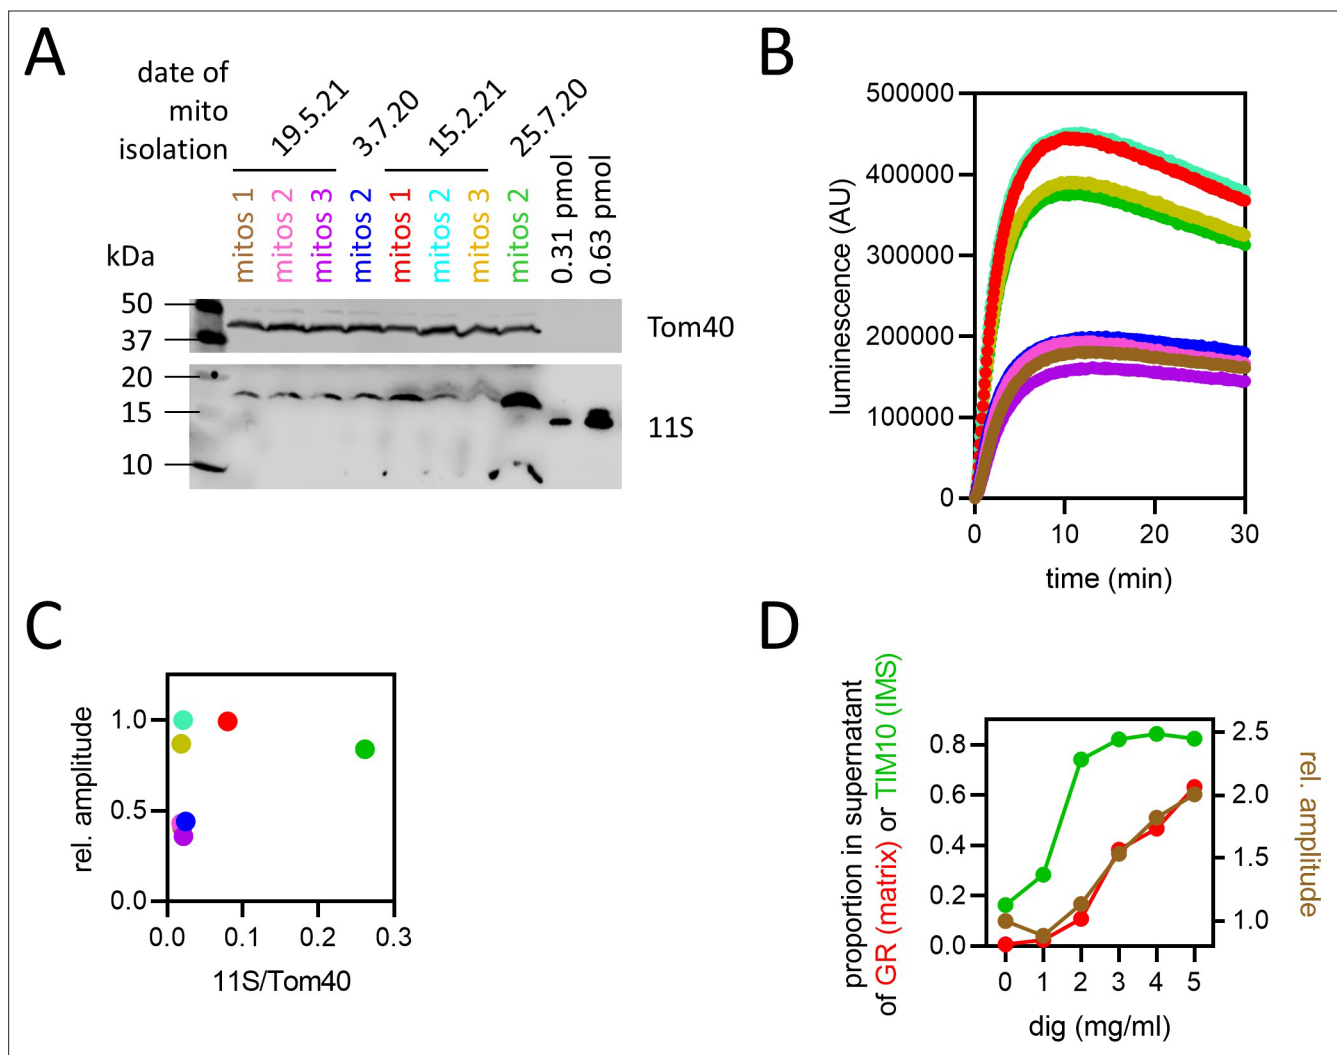 A
date of
mito
isolation
19.5.21
3.7.20
15.2.21
25.7.20
mitos 1
mitos 2
mitos 3
mitos 2
mitos 1
mitos 2
mitos 3
mitos 2
0.31 pmol
0.63 pmol
kDa
50
37
Tom40
20
15
10
11S
B
500000
400000
300000
200000
100000
0
luminescence (AU)
0 10 20 30
time (min)
C
1.0
0.5
0.0
rel. amplitude
0.0 0.1 0.2 0.3
11S/Tom40
D
proportion in supernatant
of GR (matrix) or TIM10 (IMS)
0.8
0.6
0.4
0.2
0.0
2.5
2.0
1.5
1.0
rel. amplitude
0 1 2 3 4 5
dig (mg/ml)